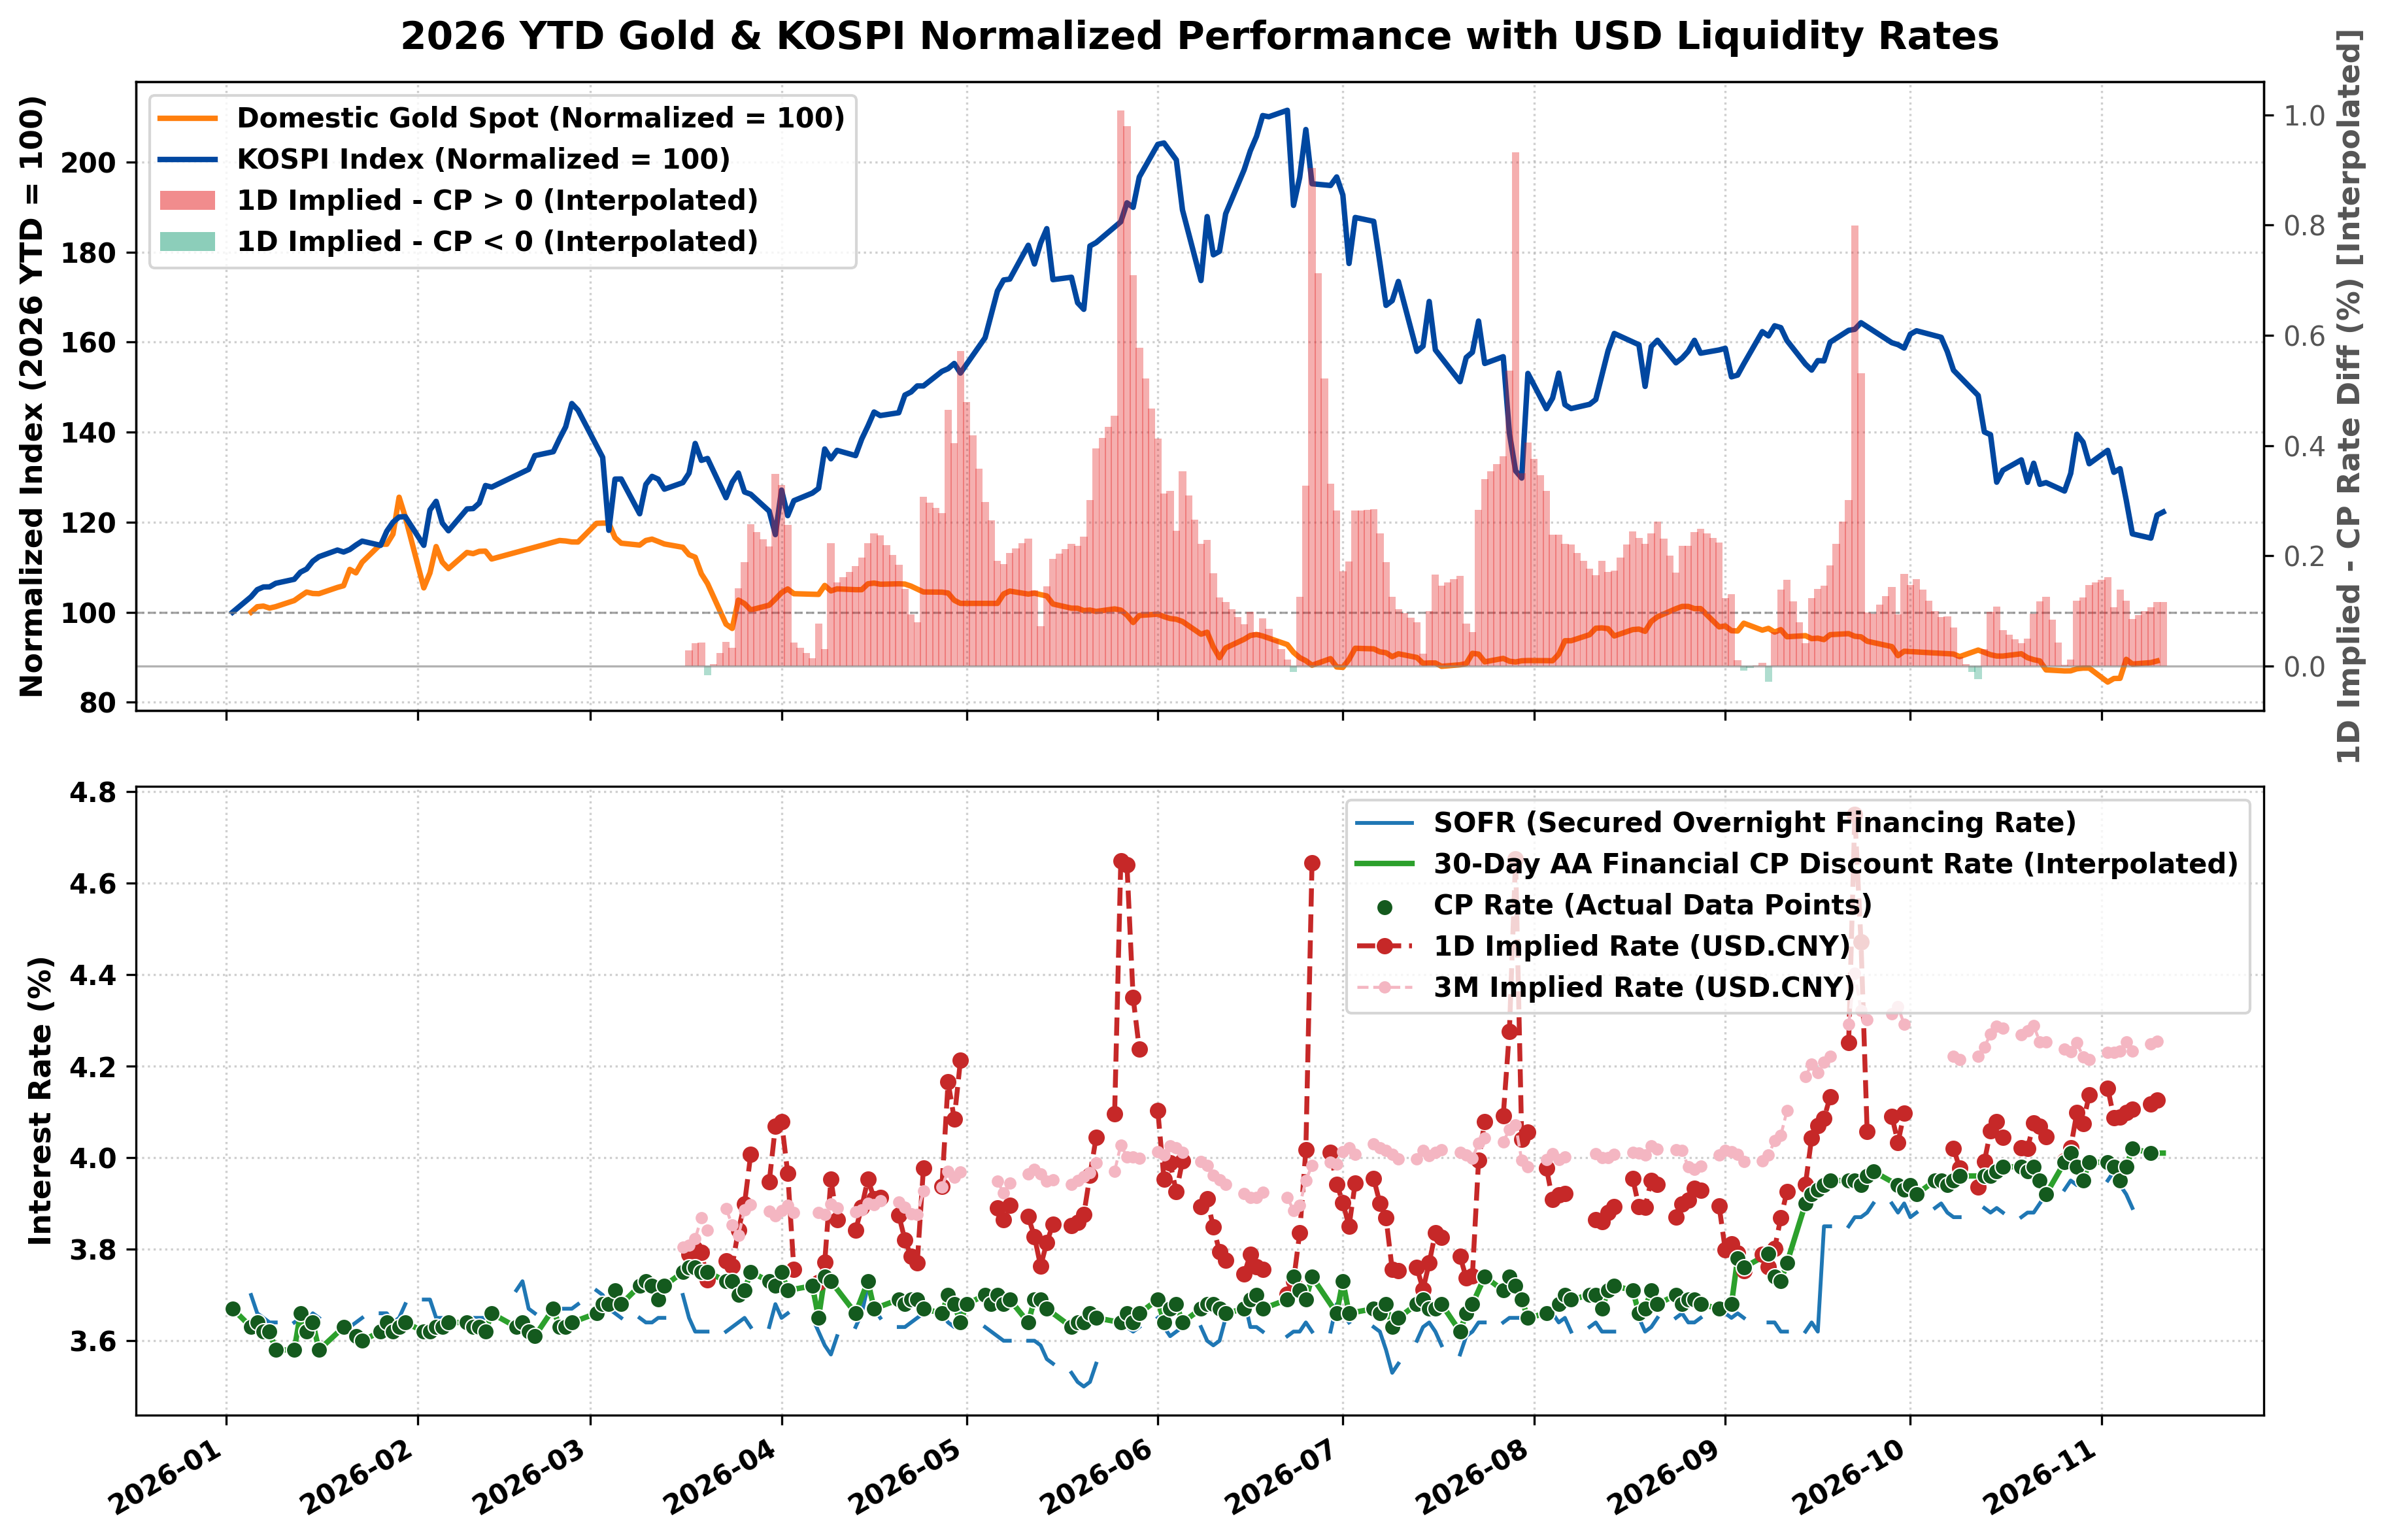 2026 YTD Gold & KOSPI Normalized Performance with USD Liquidity Rates
Normalized Index (2026 YTD = 100)
200
180
160
140
120
100
80
Domestic Gold Spot (Normalized = 100)
KOSPI Index (Normalized = 100)
1D Implied - CP > 0 (Interpolated)
1D Implied - CP < 0 (Interpolated)
1.0
0.8
0.6
0.4
0.2
0.0
1D Implied - CP Rate Diff (%) [Interpolated]
Interest Rate (%)
4.8
4.6
4.4
4.2
4.0
3.8
3.6
SOFR (Secured Overnight Financing Rate)
30-Day AA Financial CP Discount Rate (Interpolated)
CP Rate (Actual Data Points)
1D Implied Rate (USD.CNY)
3M Implied Rate (USD.CNY)
2026-01
2026-02
2026-03
2026-04
2026-05
2026-06
2026-07
2026-08
2026-09
2026-10
2026-11